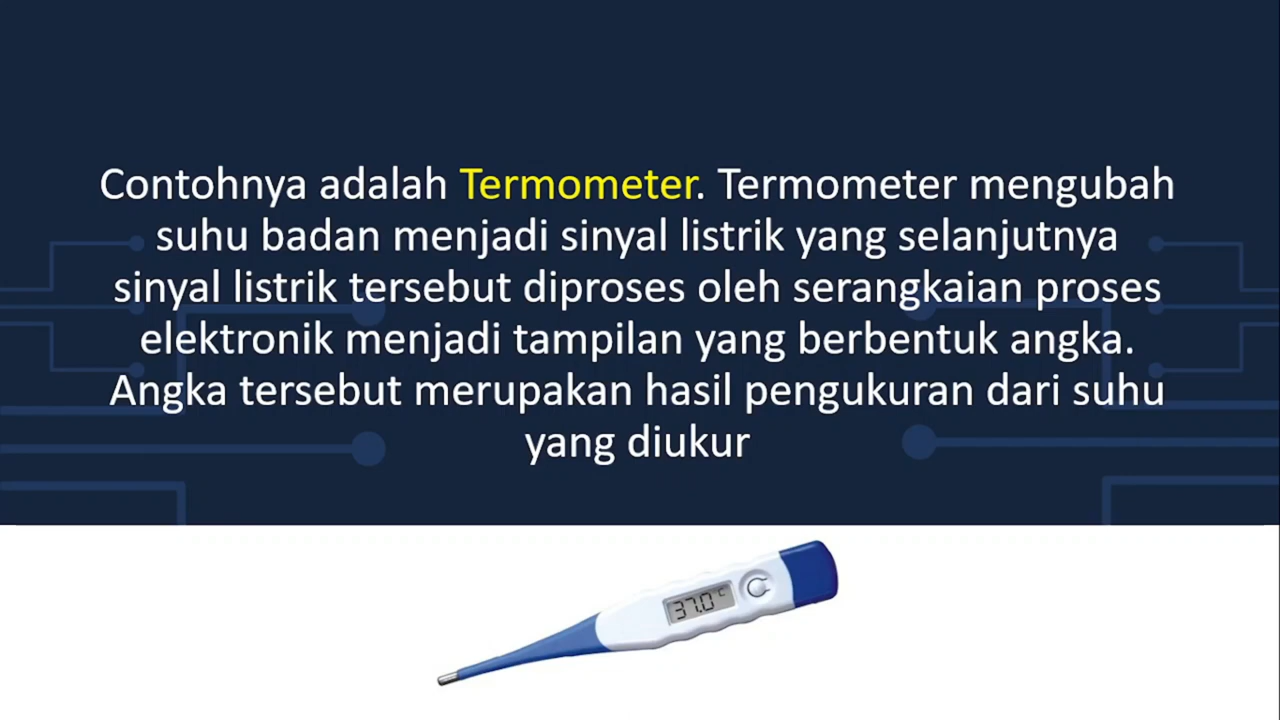 Contohnya adalah Termometer. Termometer mengubah
suhu badan menjadi sinyal listrik yang selanjutnya
sinyal listrik tersebut diproses oleh serangkaian proses
elektronik menjadi tampilan yang berbentuk angka.
Angka tersebut merupakan hasil pengukuran dari suhu
yang diukur
37.0 °C